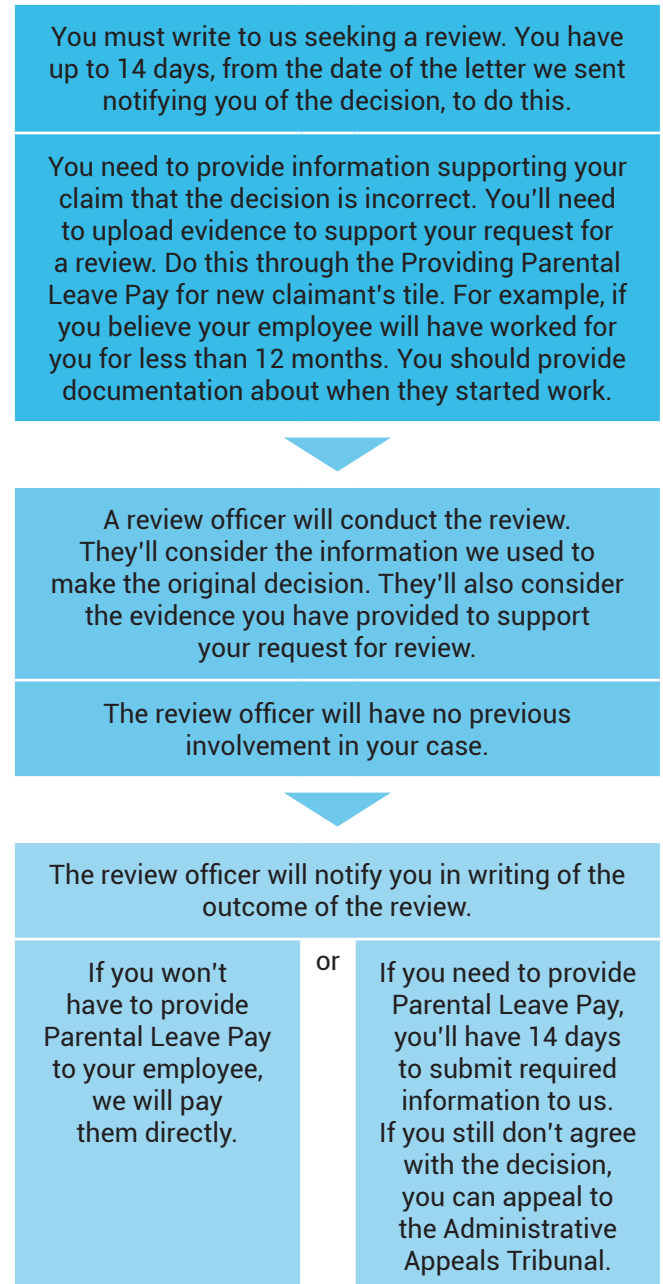 You must write to us seeking a review. You have
up to 14 days, from the date of the letter we sent
notifying you of the decision, to do this.
You need to provide information supporting your
claim that the decision is incorrect. You'll need
to upload evidence to support your request for
a review. Do this through the Providing Parental
Leave Pay for new claimant's tile. For example, if
you believe your employee will have worked for
you for less than 12 months. You should provide
documentation about when they started work.
A review officer will conduct the review.
They'll consider the information we used to
make the original decision. They'll also consider
the evidence you have provided to support
your request for review.
The review officer will have no previous
involvement in your case.
The review officer will notify you in writing of the
outcome of the review.
If you won't
have to provide
Parental Leave Pay
to your employee,
we will pay
them directly.
or
If you need to provide
Parental Leave Pay,
you'll have 14 days
to submit required
information to us.
If you still don't agree
with the decision,
you can appeal to
the Administrative
Appeals Tribunal.